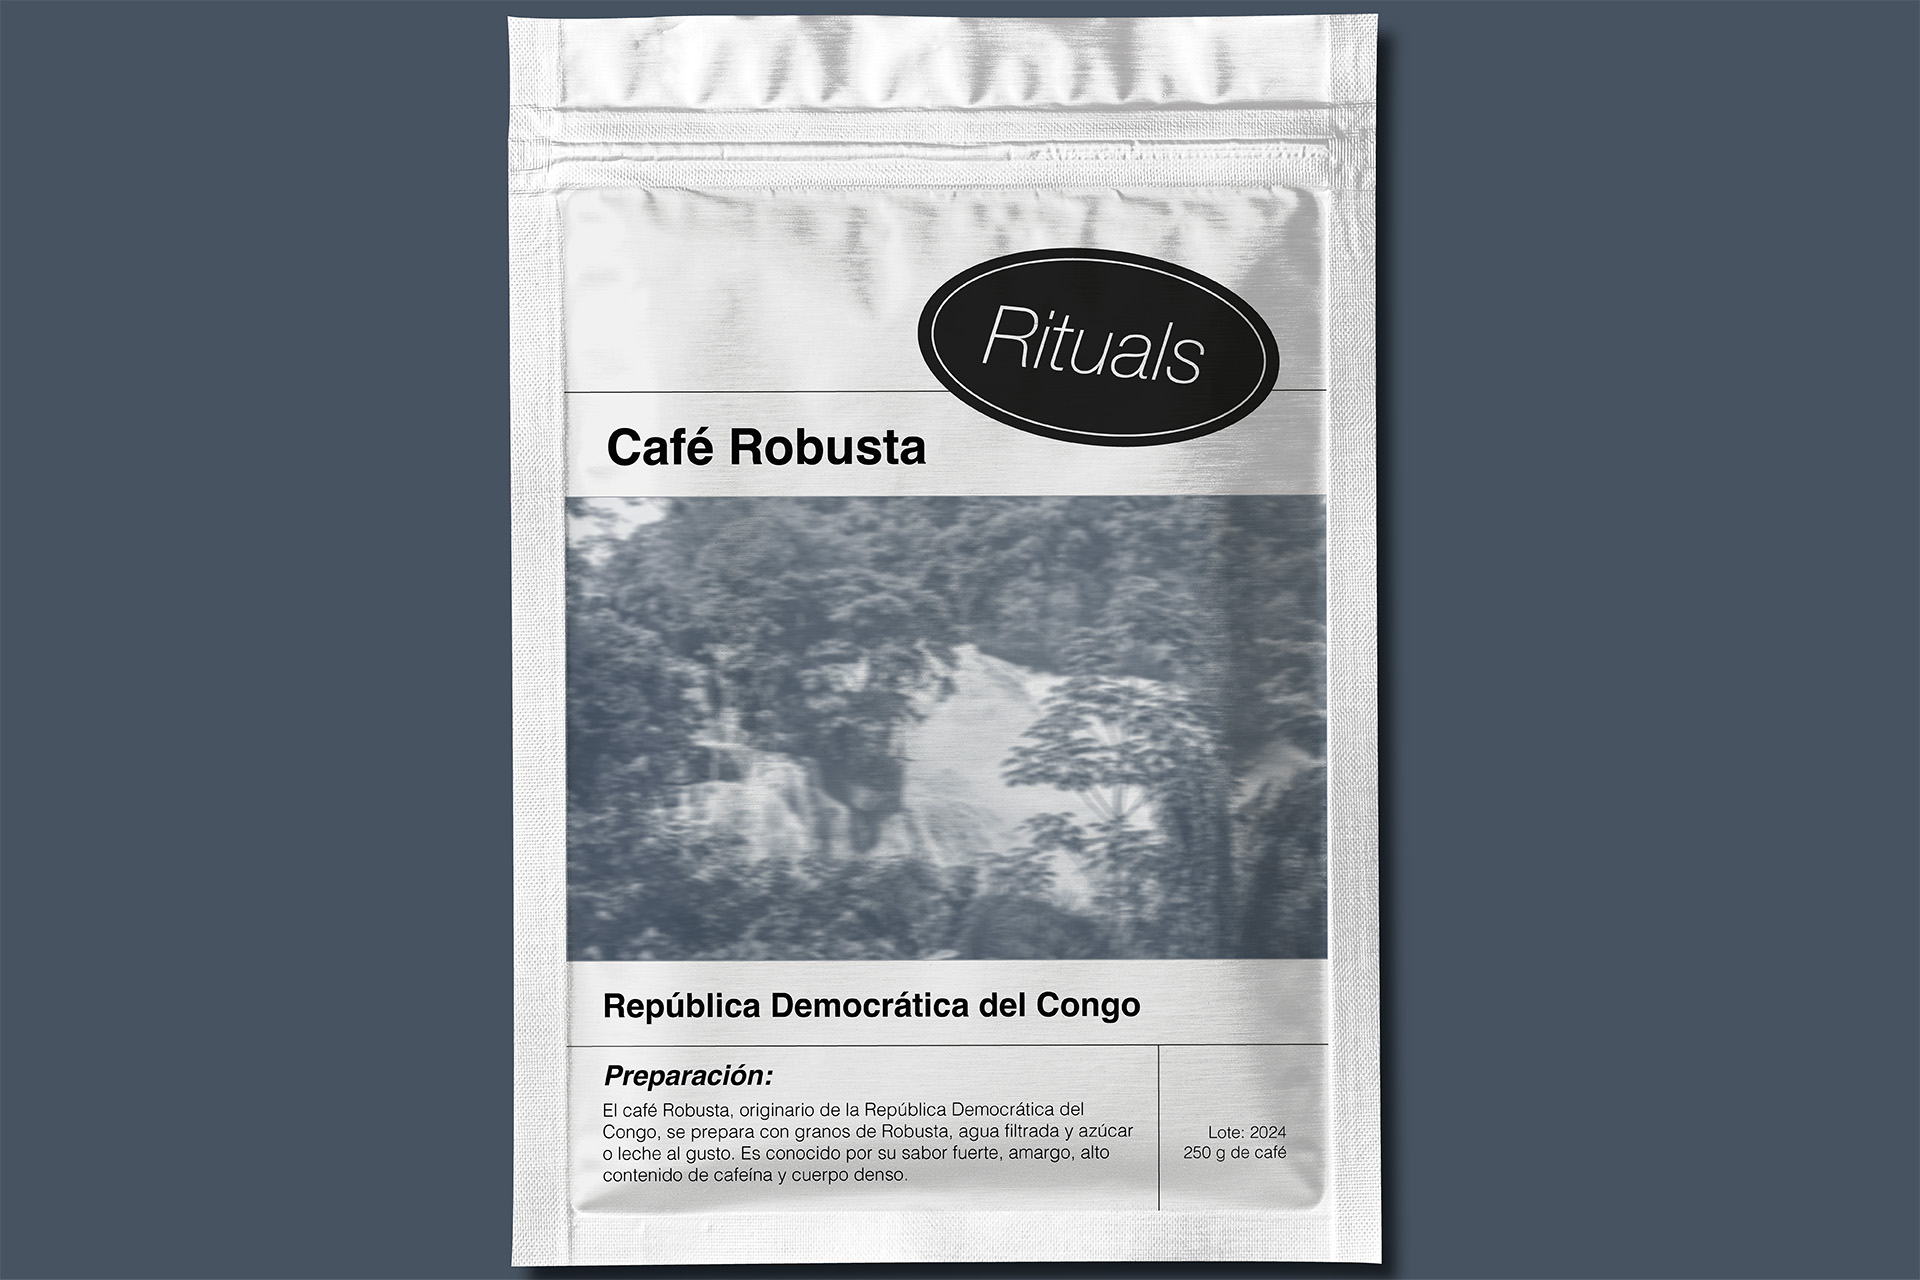 Rituals
Café Robusta
República Democrática del Congo
Preparación:
El café Robusta, originario de la República Democrática del
Congo, se prepara con granos de Robusta, agua filtrada y azúcar
o leche al gusto. Es conocido por su sabor fuerte, amargo, alto
contenido de cafeína y cuerpo denso.
Lote: 2024
250 g de café